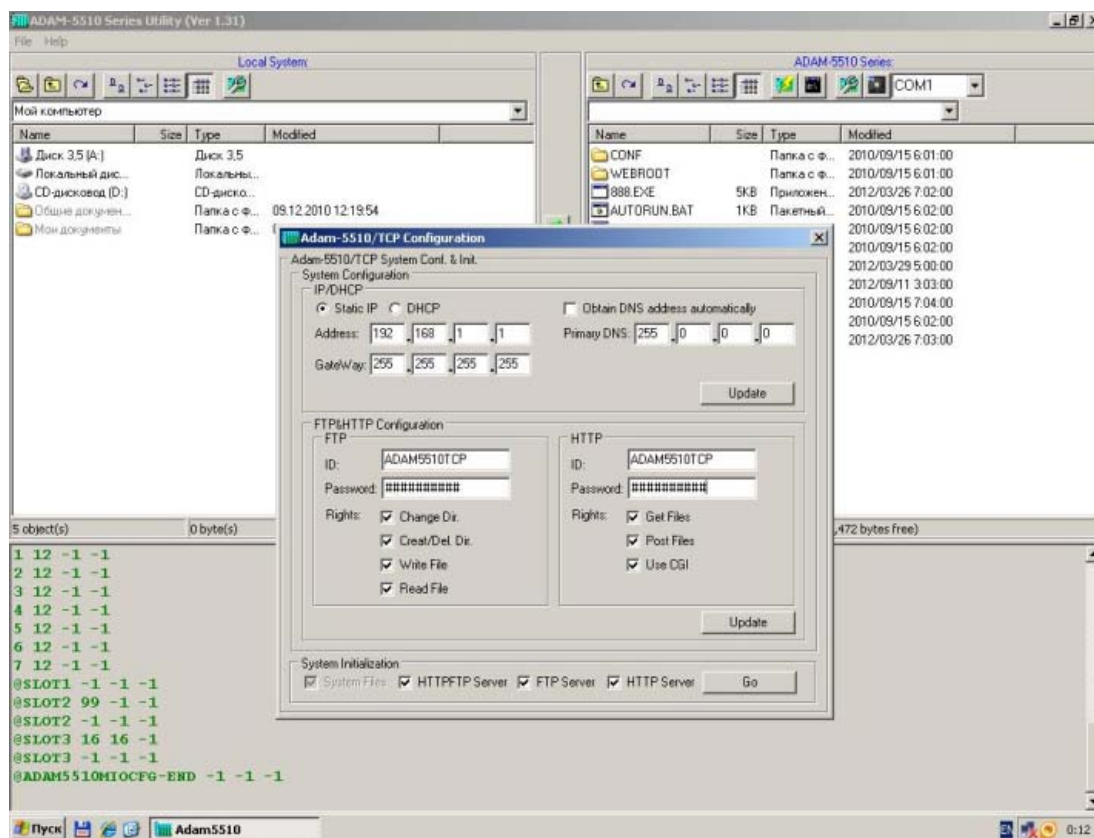 ADAM-5510 Series Utility (Ver 1.31)
File Help
Local System:
ADAM-5510 Series:
COM1
Мой компьютер
Name Size Type Modified
Name Size Type Modified
Диск 3,5 (A:) Диск 3,5
Локальный дис... Локальны...
CD-дисковод (D:) CD-диско...
Общие докумен... Папка с ф... 09.12.2010 12:19:54
Мои документы Папка с ф...
CONF Папка с ф... 2010/09/15 6:01:00
WEBROOT Папка с ф... 2010/09/15 6:01:00
888.EXE 5KB Приложен... 2012/03/26 7:02:00
AUTORUN.BAT 1KB Пакетный... 2010/09/15 6:02:00
2010/09/15 6:02:00
2010/09/15 6:02:00
2012/03/29 5:00:00
2012/09/11 3:03:00
2010/09/15 7:04:00
2010/09/15 6:02:00
2012/03/26 7:03:00
Adam-5510/TCP Configuration
Adam-5510/TCP System Conf. & Init.
System Configuration
IP/DHCP
Static IP DHCP
Obtain DNS address automatically
Address: 192 .168 .1 .1
Primary DNS: 255 .0 .0 .0
GateWay: 255 .255 .255 .255
Update
FTP&HTTP Configuration
FTP
ID: ADAM5510TCP
Password: ##########
Rights: Change Dir.
Creat/Del. Dir.
Write File
Read File
HTTP
ID: ADAM5510TCP
Password: ##########
Rights: Get Files
Post Files
Use CGI
Update
System Initialization
System Files HTTPFTP Server FTP Server HTTP Server Go
5 object(s) 0 byte(s)
,472 bytes free)
1 12 -1 -1
2 12 -1 -1
3 12 -1 -1
4 12 -1 -1
5 12 -1 -1
6 12 -1 -1
7 12 -1 -1
@SLOT1 -1 -1 -1
@SLOT2 99 -1 -1
@SLOT2 -1 -1 -1
@SLOT3 16 16 -1
@SLOT3 -1 -1 -1
@ADAM5510MIOCFG-END -1 -1 -1
Пуск Adam5510 EN 0:12